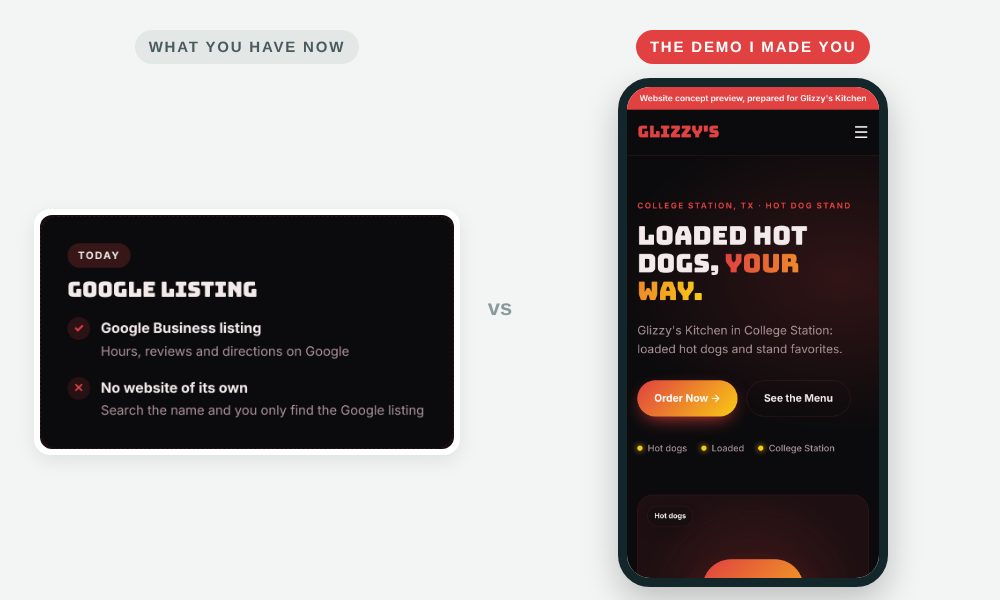 WHAT YOU HAVE NOW
TODAY
GOOGLE LISTING
Google Business listing
Hours, reviews and directions on Google
No website of its own
Search the name and you only find the Google listing
vs
THE DEMO I MADE YOU
Website concept preview, prepared for Glizzy's Kitchen
GLIZZY'S
COLLEGE STATION, TX · HOT DOG STAND
LOADED HOT
DOGS, YOUR
WAY.
Glizzy's Kitchen in College Station:
loaded hot dogs and stand favorites.
Order Now →
See the Menu
Hot dogs
Loaded
College Station
Hot dogs